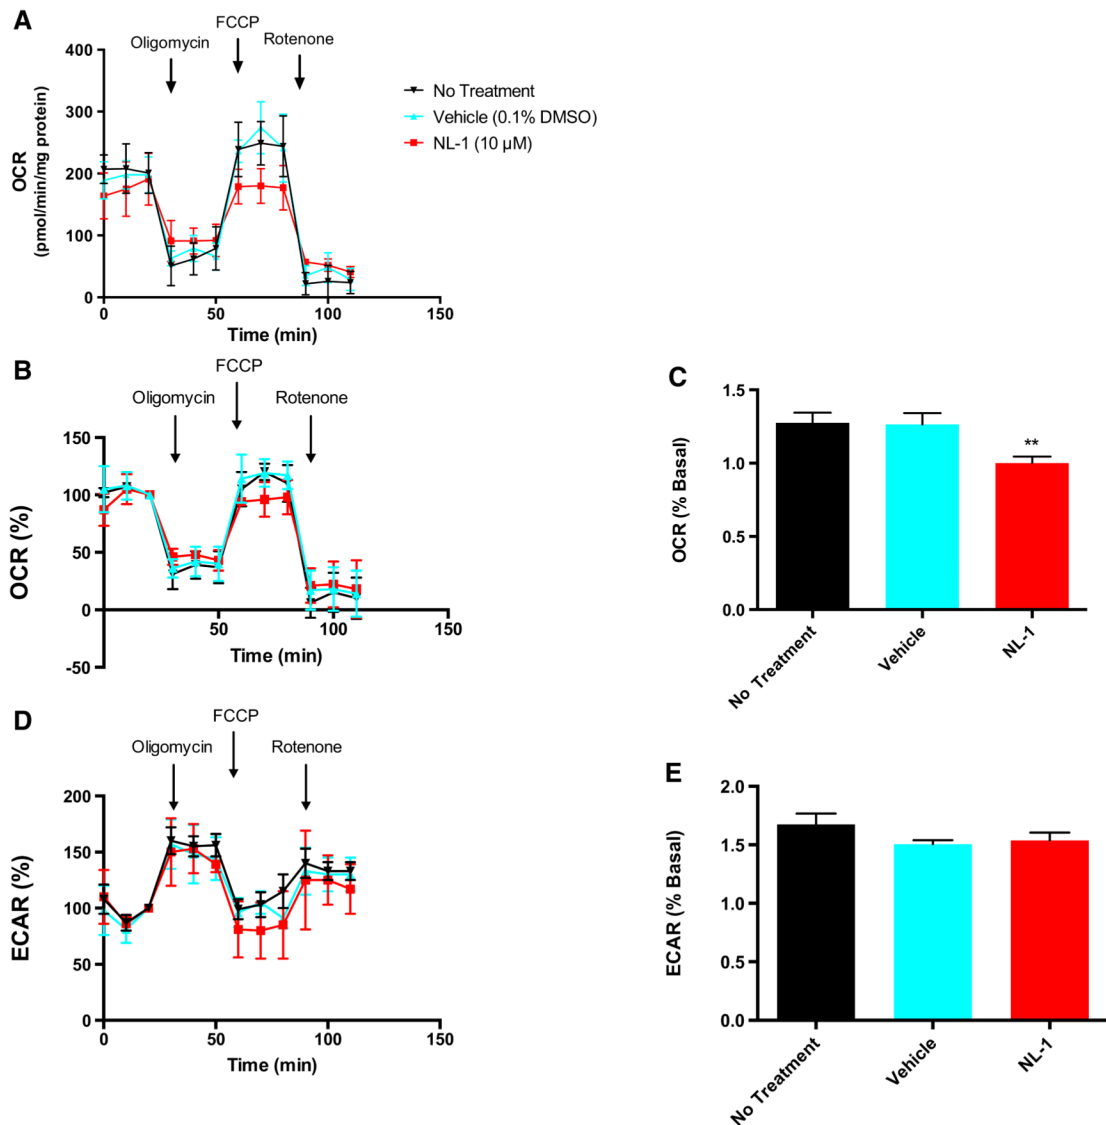 A
FCCP
Oligomycin
Rotenone
400
300
200
100
0
OCR
(pmol/min/mg protein)
No Treatment
Vehicle (0.1% DMSO)
NL-1 (10 µM)
0
50
100
150
Time (min)
B
FCCP
Oligomycin
Rotenone
150
100
50
0
-50
OCR (%)
50
100
150
Time (min)
C
1.5
1.0
0.5
0.0
OCR (% Basal)
**
No Treatment
Vehicle
NL-1
D
FCCP
Oligomycin
Rotenone
200
150
100
50
0
ECAR (%)
0
50
100
150
Time (min)
E
2.0
1.5
1.0
0.5
0.0
ECAR (% Basal)
No Treatment
Vehicle
NL-1